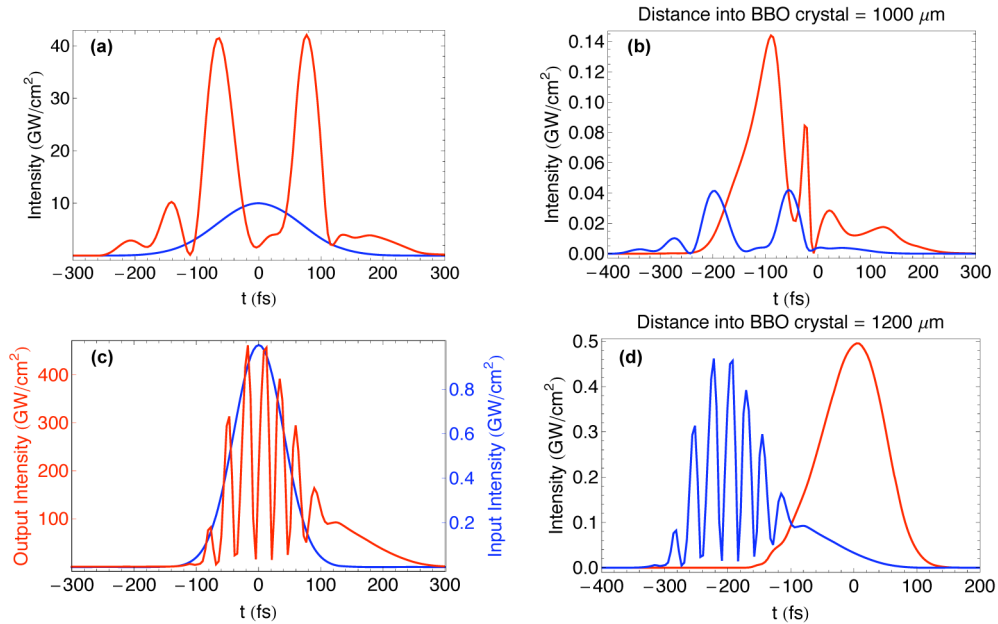 (a)
Intensity (GW/cm²)
40
30
20
10
−300 −200 −100 0 100 200 300
t (fs)
Distance into BBO crystal = 1000 μm
(b)
Intensity (GW/cm²)
0.14
0.12
0.10
0.08
0.06
0.04
0.02
0.00
−400 −300 −200 −100 0 100 200 300
t (fs)
(c)
Output Intensity (GW/cm²)
400
300
200
100
Input Intensity (GW/cm²)
0.8
0.6
0.4
0.2
−300 −200 −100 0 100 200 300
t (fs)
Distance into BBO crystal = 1200 μm
(d)
Intensity (GW/cm²)
0.5
0.4
0.3
0.2
0.1
0.0
−400 −300 −200 −100 0 100 200
t (fs)